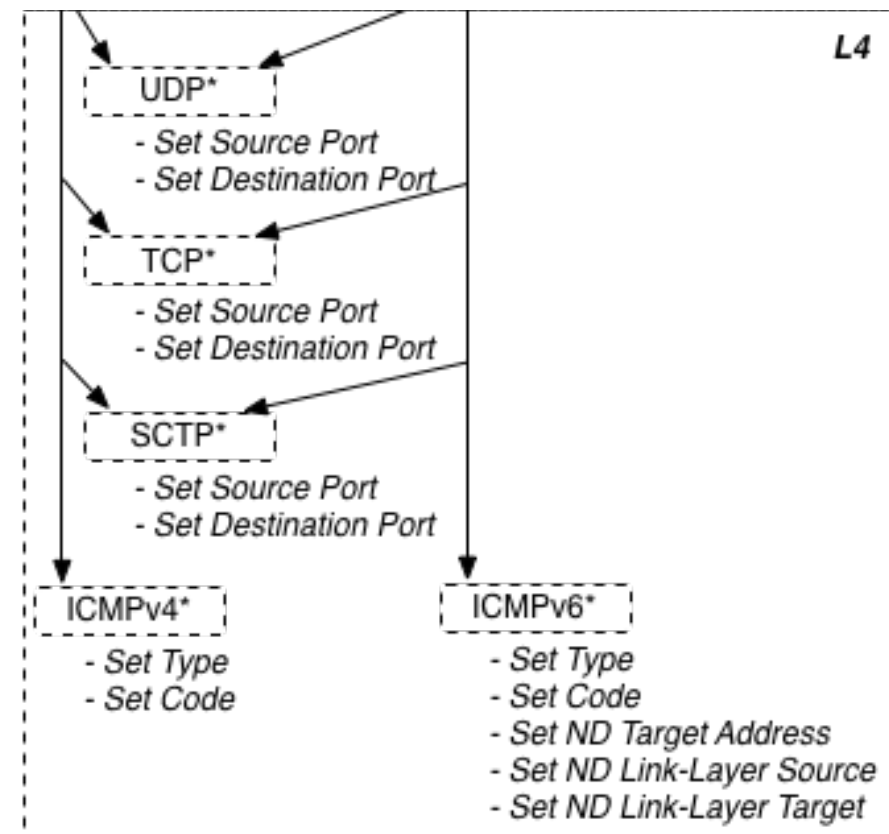 L4
UDP*
- Set Source Port
- Set Destination Port
TCP*
- Set Source Port
- Set Destination Port
SCTP*
- Set Source Port
- Set Destination Port
ICMPv4*
- Set Type
- Set Code
ICMPv6*
- Set Type
- Set Code
- Set ND Target Address
- Set ND Link-Layer Source
- Set ND Link-Layer Target